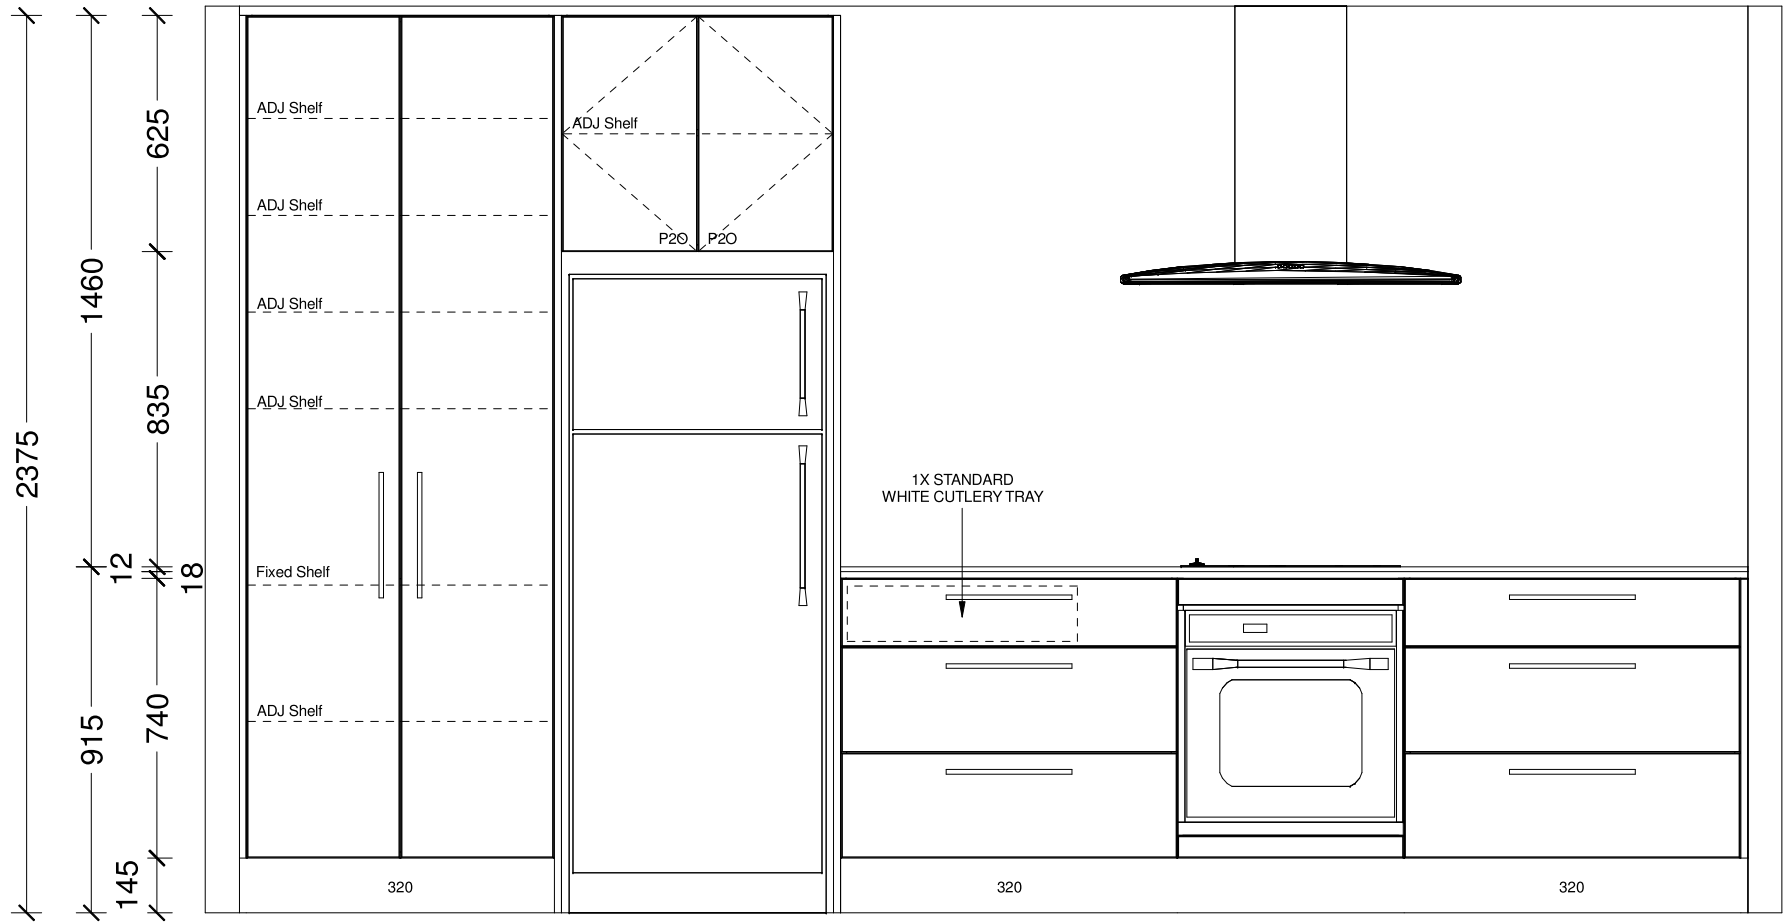 2375
1460
915
625
835
12
18
740
145
ADJ Shelf
ADJ Shelf
ADJ Shelf
ADJ Shelf
Fixed Shelf
ADJ Shelf
320
ADJ Shelf
P2O
P2O
1X STANDARD
WHITE CUTLERY TRAY
320
320